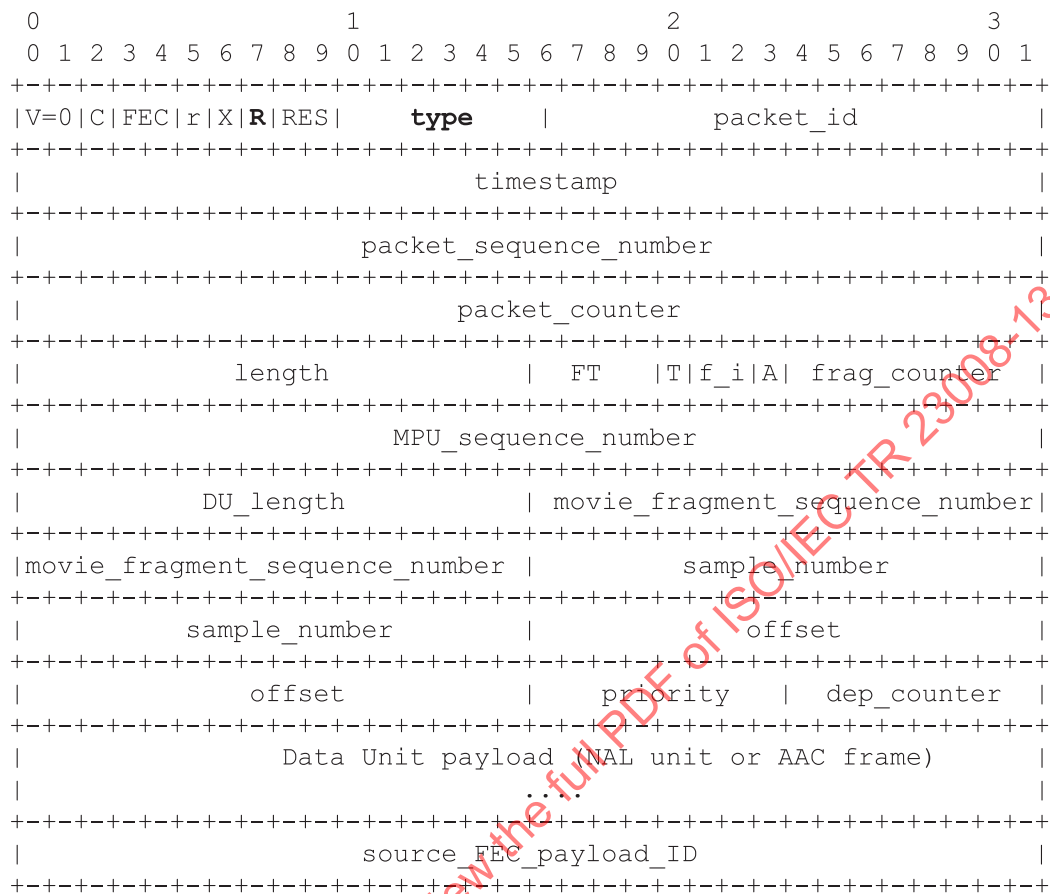 0                   1                   2                   3
0 1 2 3 4 5 6 7 8 9 0 1 2 3 4 5 6 7 8 9 0 1 2 3 4 5 6 7 8 9 0 1
+-+-+-+-+-+-+-+-+-+-+-+-+-+-+-+-+-+-+-+-+-+-+-+-+-+-+-+-+-+-+-+-+
|V=0|C|FEC|r|X|R|RES|    type    |          packet_id          |
+-+-+-+-+-+-+-+-+-+-+-+-+-+-+-+-+-+-+-+-+-+-+-+-+-+-+-+-+-+-+-+-+
|                            timestamp                          |
+-+-+-+-+-+-+-+-+-+-+-+-+-+-+-+-+-+-+-+-+-+-+-+-+-+-+-+-+-+-+-+-+
|                     packet_sequence_number                    |
+-+-+-+-+-+-+-+-+-+-+-+-+-+-+-+-+-+-+-+-+-+-+-+-+-+-+-+-+-+-+-+-+
|                           packet_counter                      |
+-+-+-+-+-+-+-+-+-+-+-+-+-+-+-+-+-+-+-+-+-+-+-+-+-+-+-+-+-+-+-+-+
|             length            |  FT   |T|f_i|A| frag_counter  |
+-+-+-+-+-+-+-+-+-+-+-+-+-+-+-+-+-+-+-+-+-+-+-+-+-+-+-+-+-+-+-+-+
|                       MPU_sequence_number                     |
+-+-+-+-+-+-+-+-+-+-+-+-+-+-+-+-+-+-+-+-+-+-+-+-+-+-+-+-+-+-+-+-+
|           DU_length           | movie_fragment_sequence_number|
+-+-+-+-+-+-+-+-+-+-+-+-+-+-+-+-+-+-+-+-+-+-+-+-+-+-+-+-+-+-+-+-+
|movie_fragment_sequence_number |         sample_number         |
+-+-+-+-+-+-+-+-+-+-+-+-+-+-+-+-+-+-+-+-+-+-+-+-+-+-+-+-+-+-+-+-+
|          sample_number        |             offset            |
+-+-+-+-+-+-+-+-+-+-+-+-+-+-+-+-+-+-+-+-+-+-+-+-+-+-+-+-+-+-+-+-+
|              offset           |    priority   |  dep_counter  |
+-+-+-+-+-+-+-+-+-+-+-+-+-+-+-+-+-+-+-+-+-+-+-+-+-+-+-+-+-+-+-+-+
|                Data Unit payload (NAL unit or AAC frame)      |
|                               ....                            |
+-+-+-+-+-+-+-+-+-+-+-+-+-+-+-+-+-+-+-+-+-+-+-+-+-+-+-+-+-+-+-+-+
|                     source_FEC_payload_ID                     |
+-+-+-+-+-+-+-+-+-+-+-+-+-+-+-+-+-+-+-+-+-+-+-+-+-+-+-+-+-+-+-+-+
the full PDF of ISO/IEC TR 23008-13